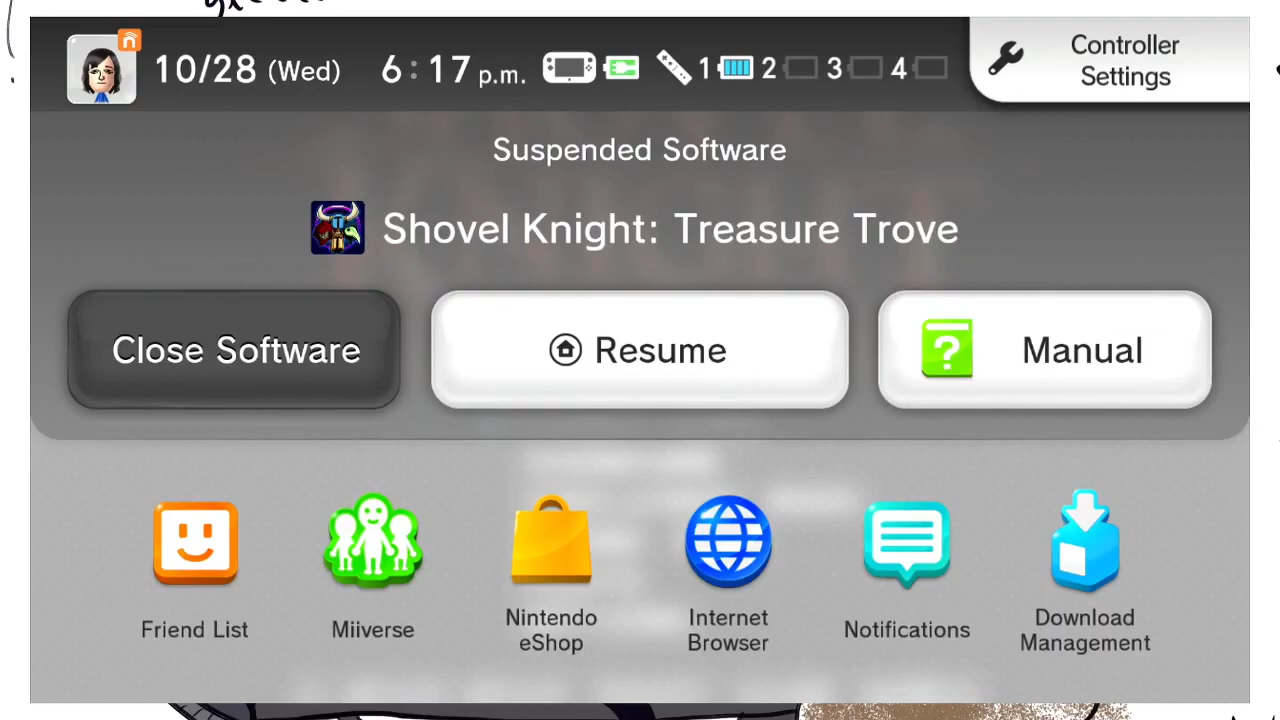 10/28 (Wed) 6:17 p.m. 1 2 3 4
Controller
Settings
Suspended Software
Shovel Knight: Treasure Trove
Close Software
Resume
? Manual
Friend List
Miiverse
Nintendo
eShop
Internet
Browser
Notifications
Download
Management